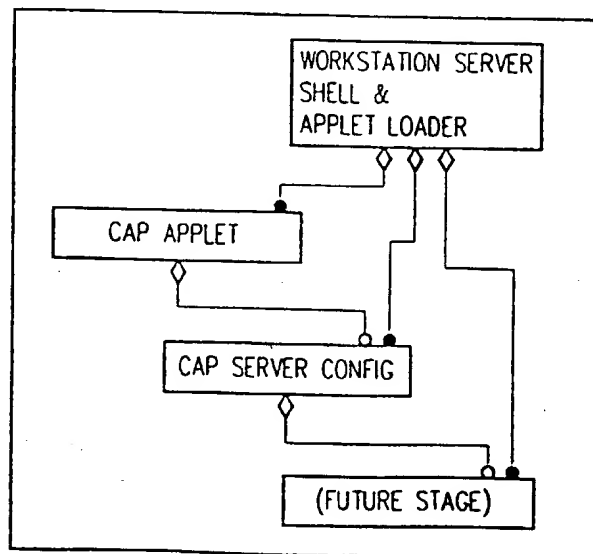 WORKSTATION SERVER
SHELL &
APPLET LOADER
CAP APPLET
CAP SERVER CONFIG
(FUTURE STAGE)